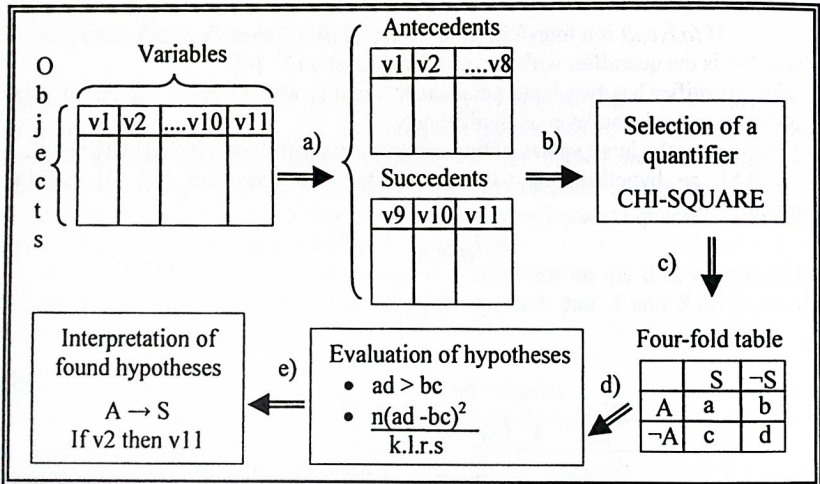 Objects
Variables
v1 v2 ....v10 v11
a)
Antecedents
v1 v2 ....v8
Succedents
v9 v10 v11
b)
Selection of a
quantifier
CHI-SQUARE
c)
Four-fold table
S ¬S
A a b
¬A c d
d)
Evaluation of hypotheses
• ad > bc
• n(ad -bc)²
k.l.r.s
e)
Interpretation of
found hypotheses
A → S
If v2 then v11